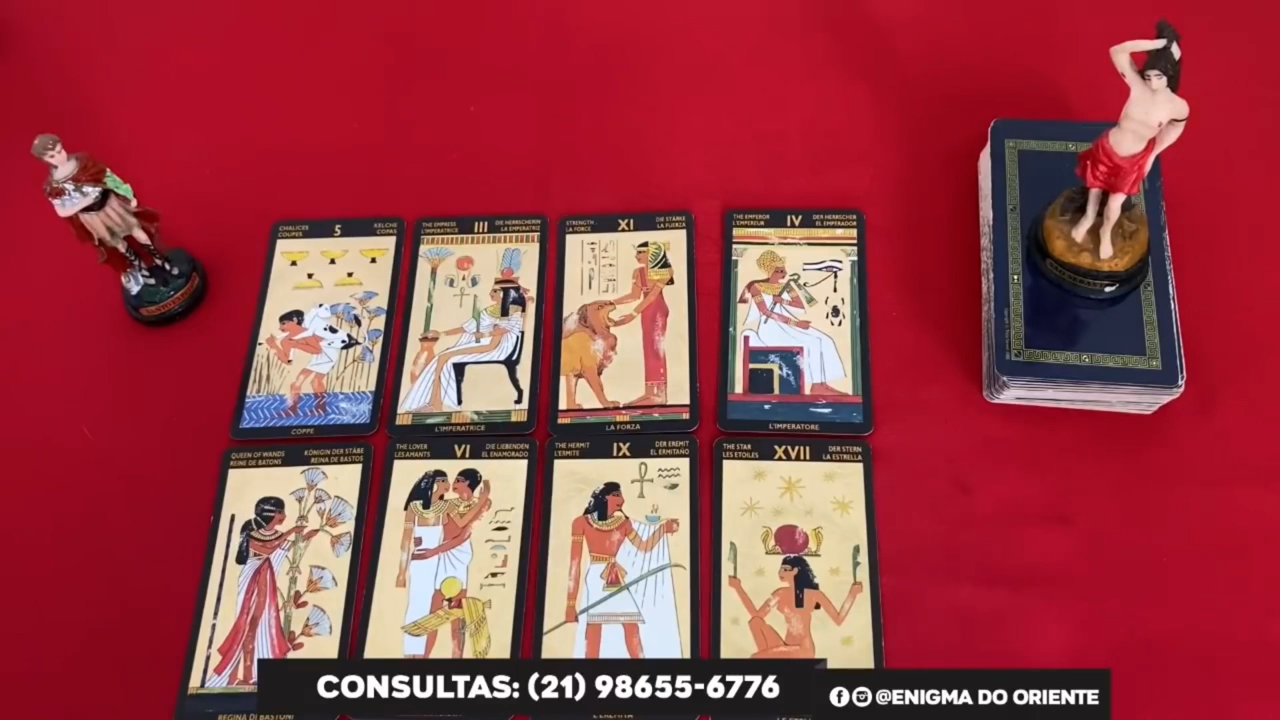 CHALICES
COUPES
5
KELCHE
COPAS
COPPE
THE EMPRESS
L'IMPERATRICE
III
DIE HERRSCHERIN
LA EMPERATRIZ
L'IMPERATRICE
STRENGTH
LA FORCE
XI
DIE STÄRKE
LA FUERZA
LA FORZA
THE EMPEROR
L'EMPEREUR
IV
DER HERRSCHER
EL EMPERADOR
L'IMPERATORE
QUEEN OF WANDS
REINE DE BATONS
KÖNIGIN DER STÄBE
REINA DE BASTOS
REGINA DI BASTONI
THE LOVER
LES AMANTS
VI
DIE LIEBENDEN
EL ENAMORADO
THE HERMIT
L'ERMITE
IX
DER EREMIT
EL ERMITAÑO
THE STAR
LES ETOILES
XVII
DER STERN
LA ESTRELLA
CONSULTAS: (21) 98655-6776
@ENIGMA DO ORIENTE